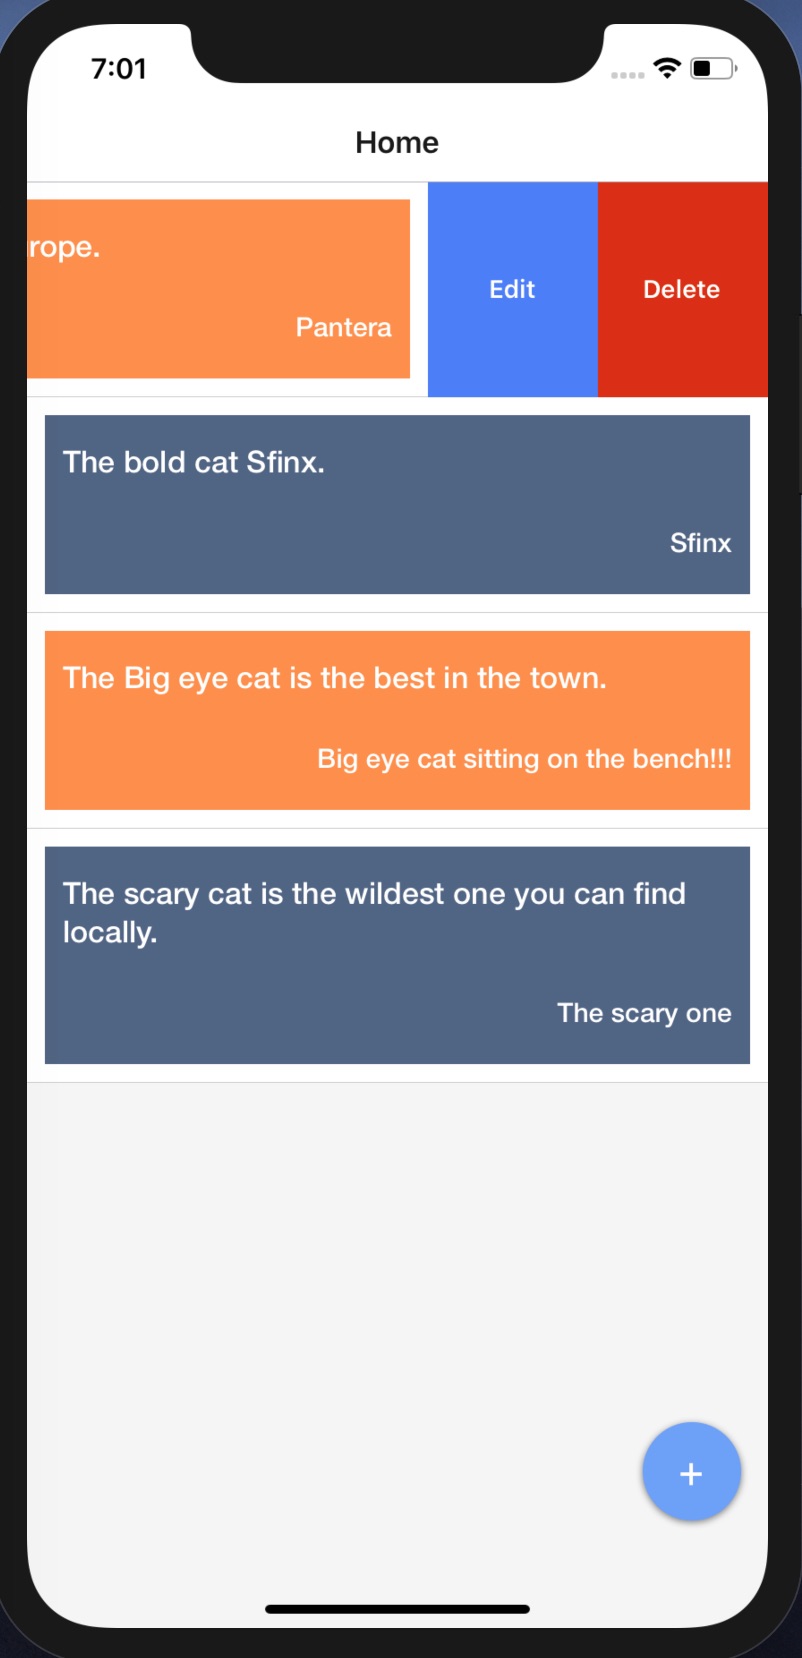 7:01
Home
rope.
Pantera
Edit
Delete
The bold cat Sfinx.
Sfinx
The Big eye cat is the best in the town.
Big eye cat sitting on the bench!!!
The scary cat is the wildest one you can find
locally.
The scary one
+